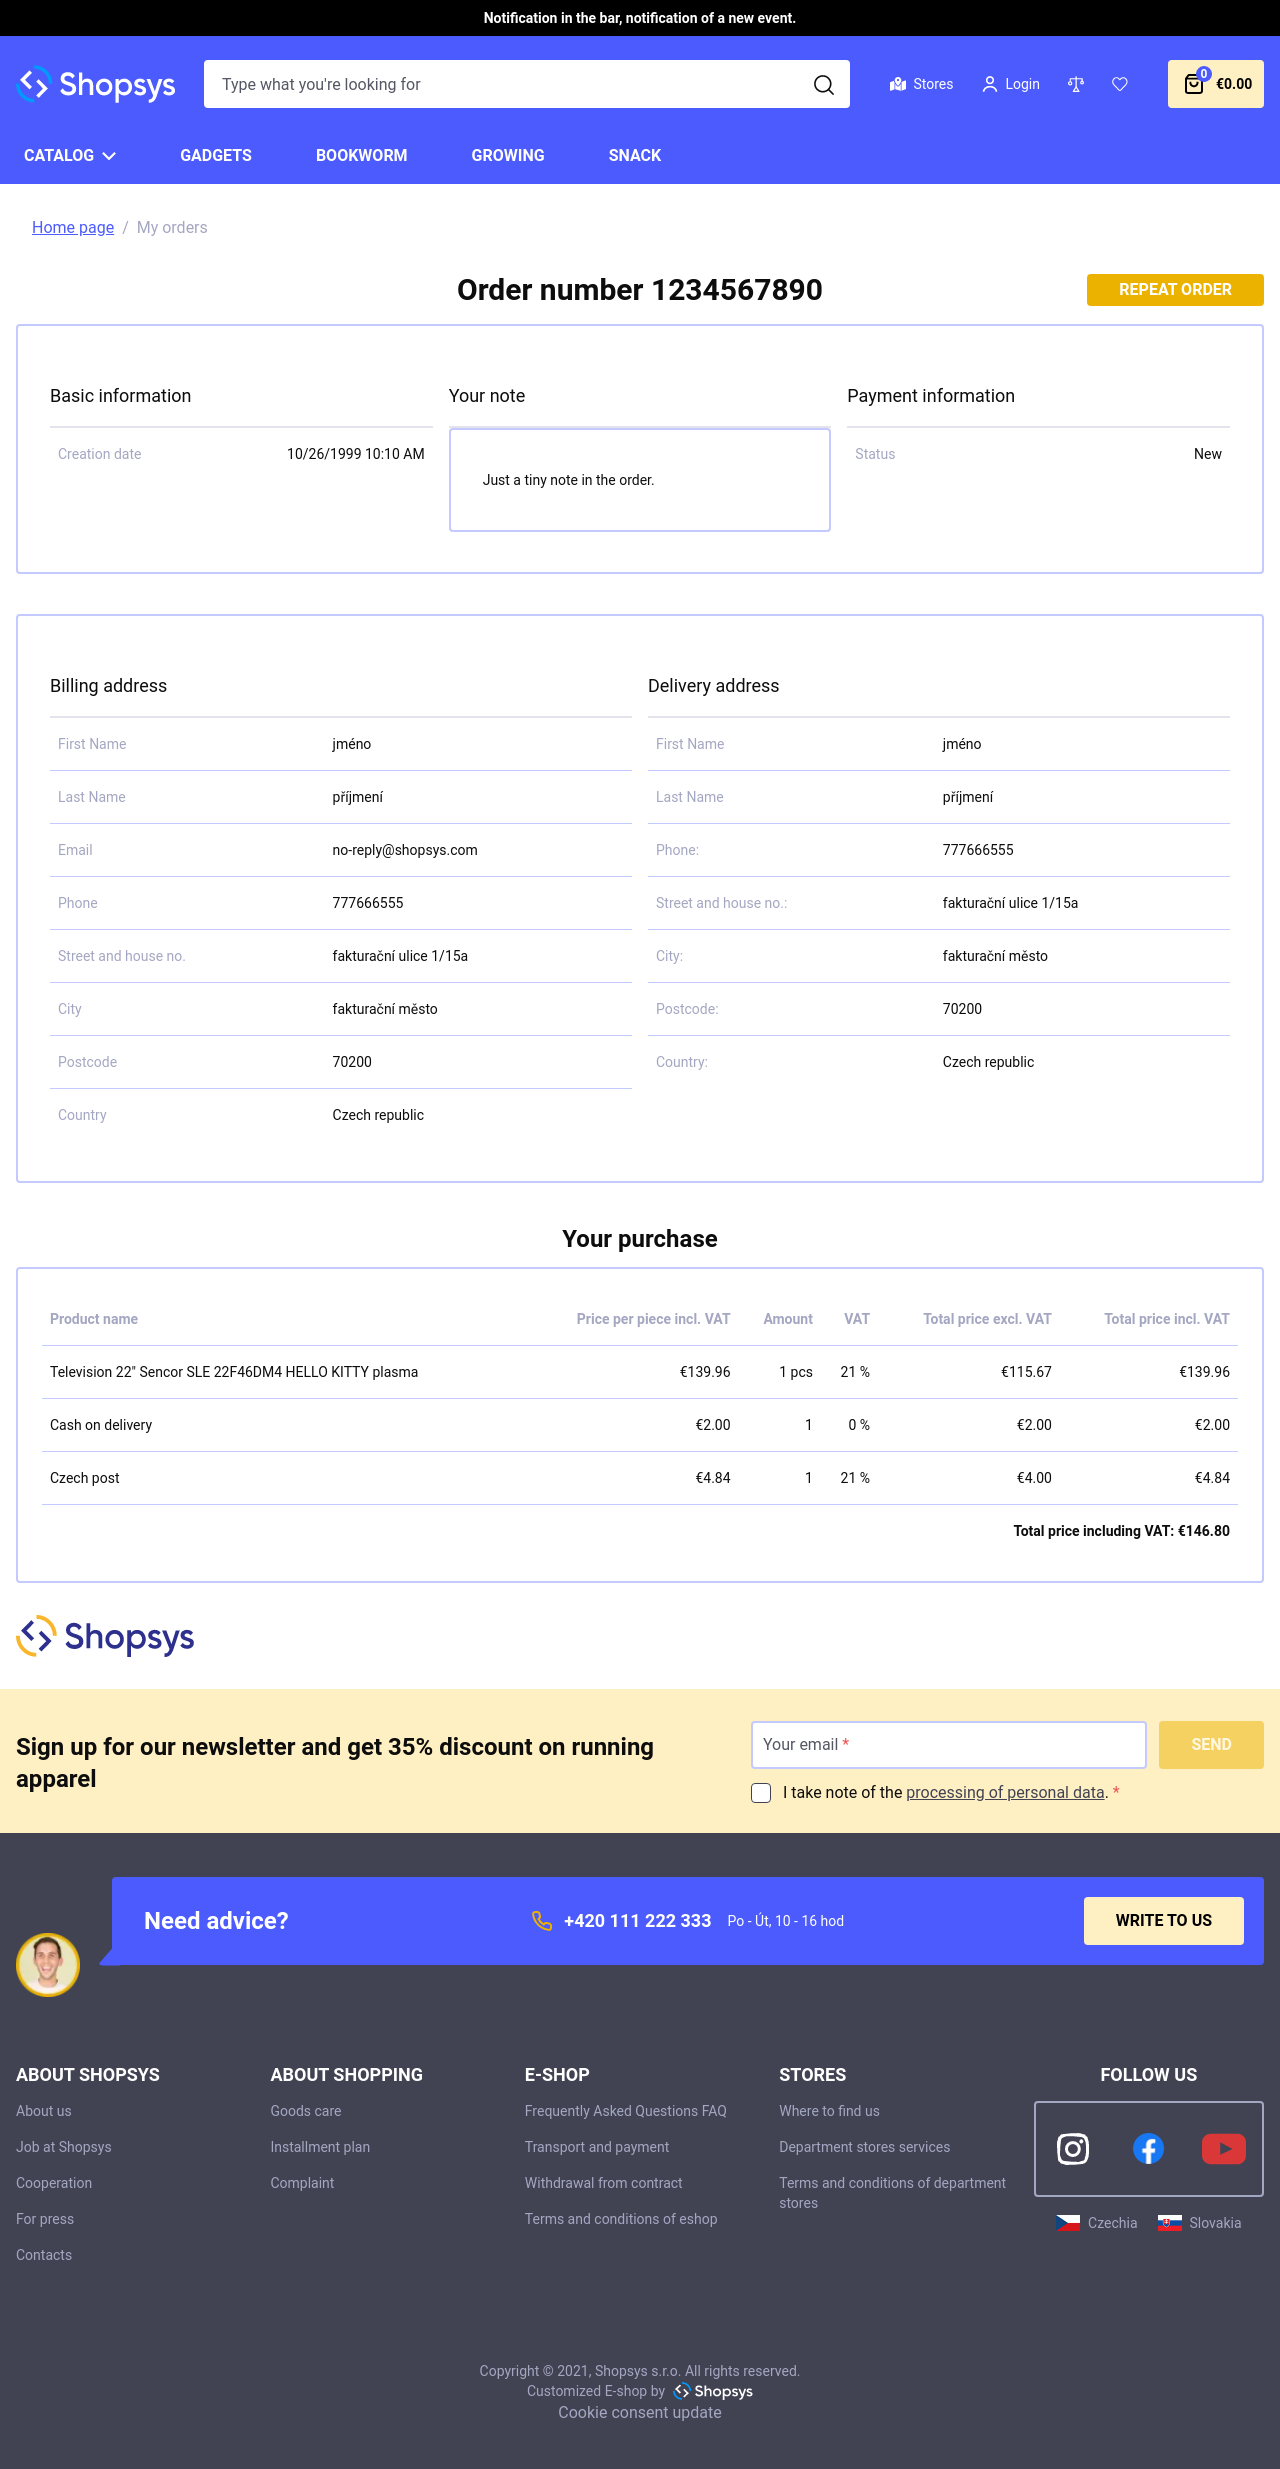 Notification in the bar, notification of a new event.
Shopsys
Type what you're looking for
Stores
Login
0
€0.00
CATALOG
GADGETS
BOOKWORM
GROWING
SNACK
Home page / My orders
Order number 1234567890
REPEAT ORDER
Basic information
Creation date 10/26/1999 10:10 AM
Your note
Just a tiny note in the order.
Payment information
Status New
Billing address
First Name jméno
Last Name příjmení
Email no-reply@shopsys.com
Phone 777666555
Street and house no. fakturační ulice 1/15a
City fakturační město
Postcode 70200
Country Czech republic
Delivery address
First Name jméno
Last Name příjmení
Phone: 777666555
Street and house no.: fakturační ulice 1/15a
City: fakturační město
Postcode: 70200
Country: Czech republic
Your purchase
Product name Price per piece incl. VAT Amount VAT Total price excl. VAT Total price incl. VAT
Television 22" Sencor SLE 22F46DM4 HELLO KITTY plasma €139.96 1 pcs 21 % €115.67 €139.96
Cash on delivery €2.00 1 0 % €2.00 €2.00
Czech post €4.84 1 21 % €4.00 €4.84
Total price including VAT: €146.80
Shopsys
Sign up for our newsletter and get 35% discount on running
apparel
Your email *
SEND
I take note of the processing of personal data. *
Need advice?
+420 111 222 333
Po - Út, 10 - 16 hod
WRITE TO US
ABOUT SHOPSYS
About us
Job at Shopsys
Cooperation
For press
Contacts
ABOUT SHOPPING
Goods care
Installment plan
Complaint
E-SHOP
Frequently Asked Questions FAQ
Transport and payment
Withdrawal from contract
Terms and conditions of eshop
STORES
Where to find us
Department stores services
Terms and conditions of department
stores
FOLLOW US
Czechia
Slovakia
Copyright © 2021, Shopsys s.r.o. All rights reserved.
Customized E-shop by Shopsys
Cookie consent update